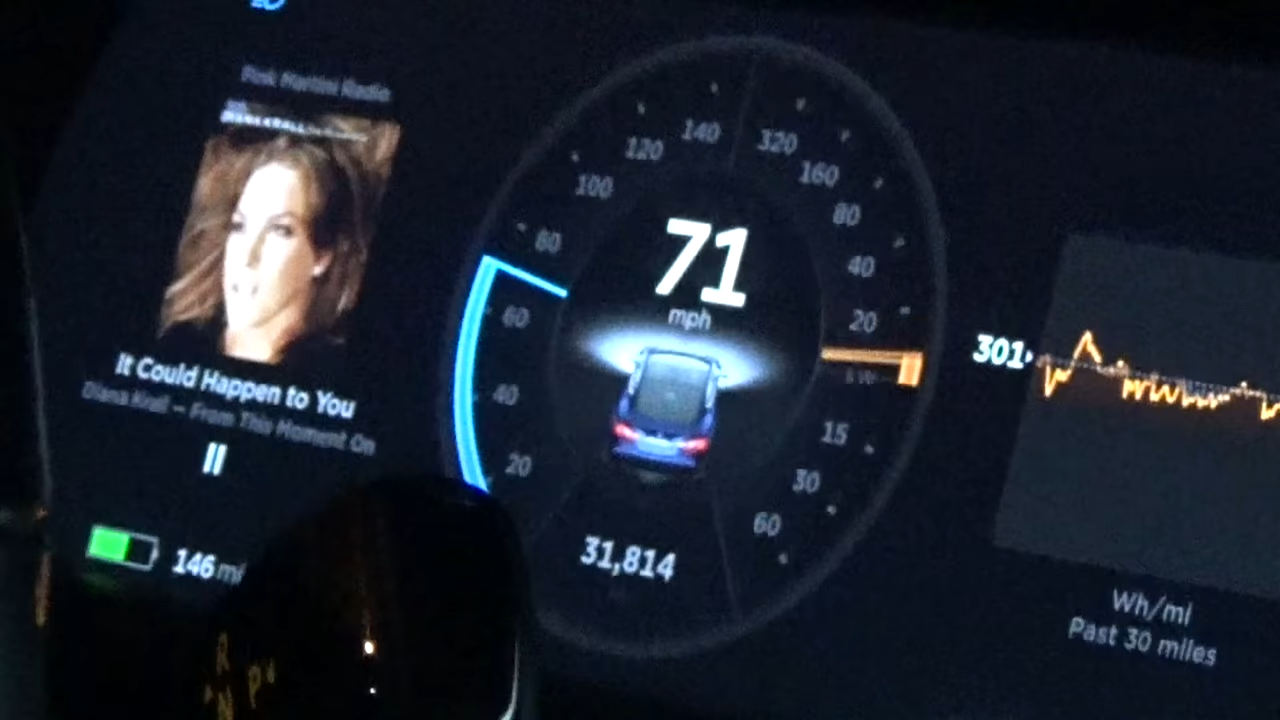 Pink Martini Radio
DIANA KRALL
It Could Happen to You
Diana Krall — From This Moment On
146 mi
140
120
100
80
60
40
20
320
160
80
40
20
15
30
60
71
mph
31,814
301
Wh/mi
Past 30 miles
R
N
P